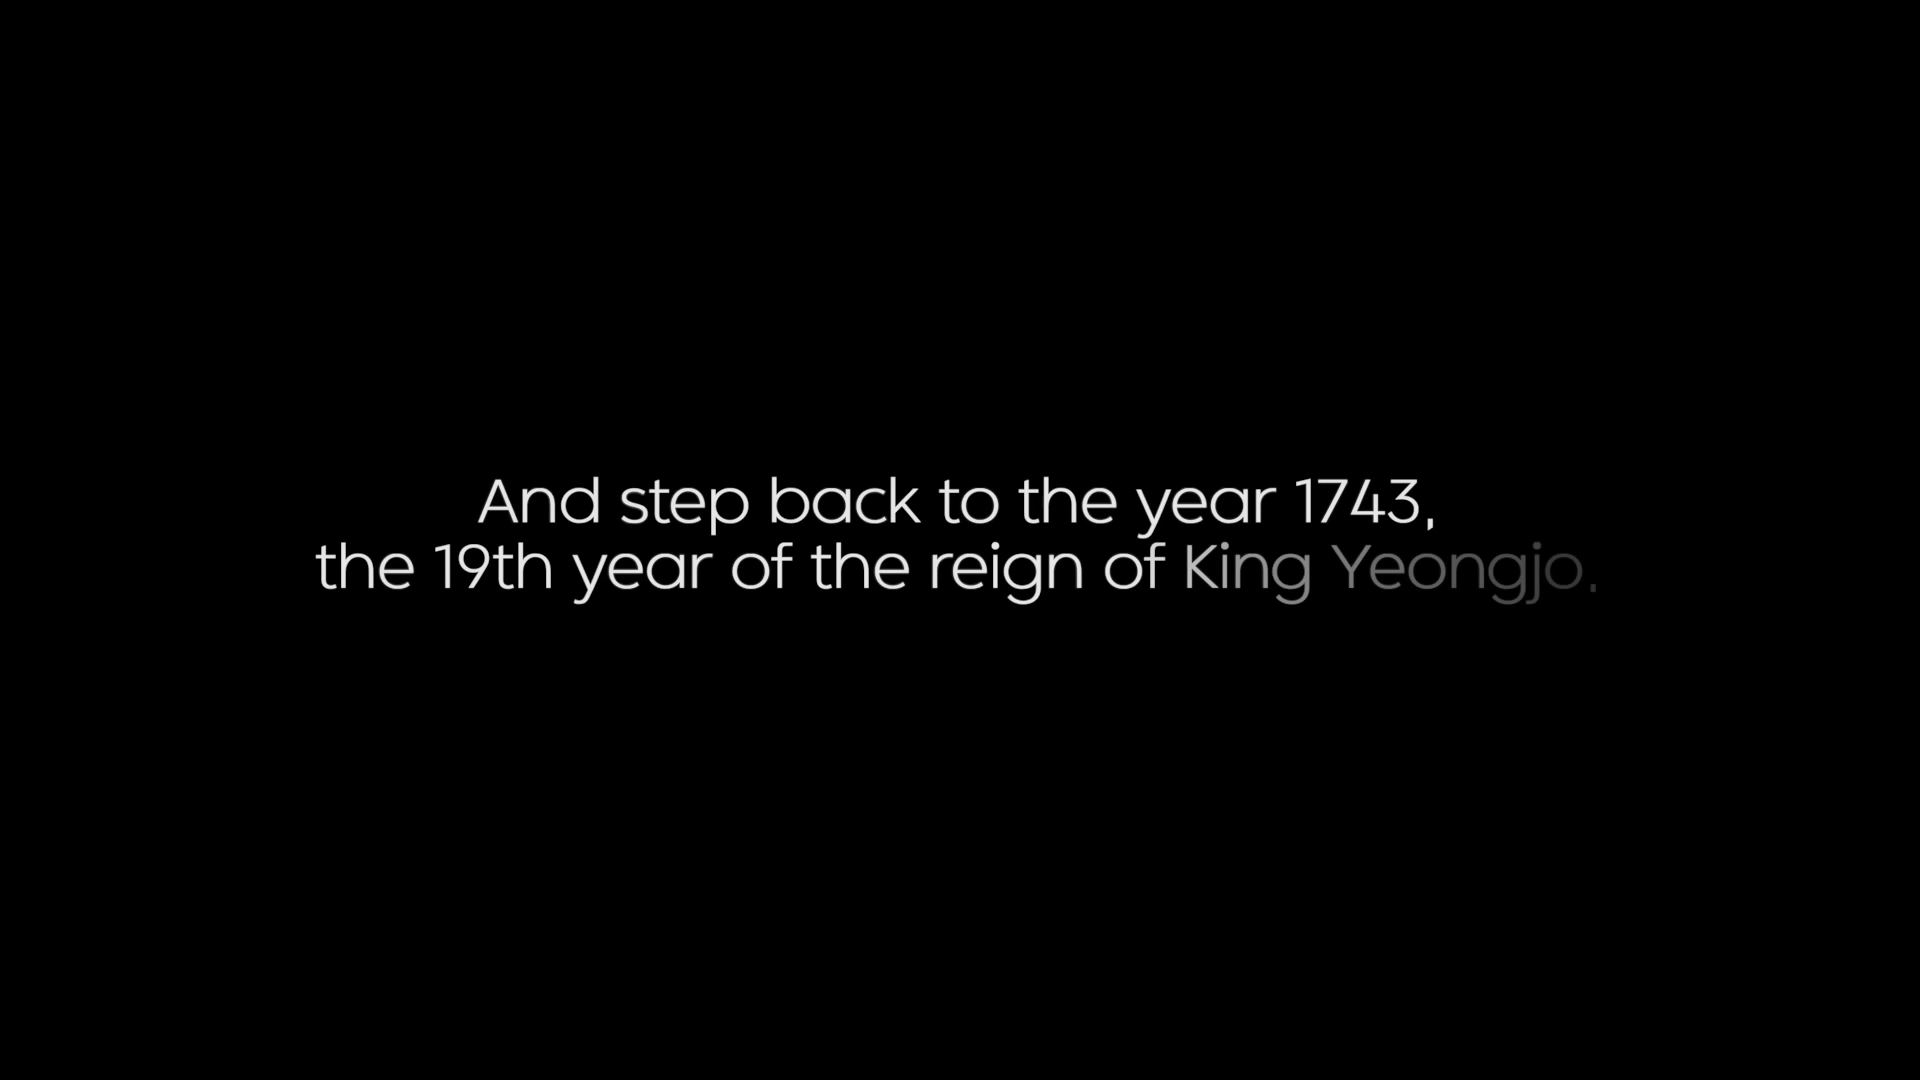 And step back to the year 1743,
the 19th year of the reign of King Yeongjo.